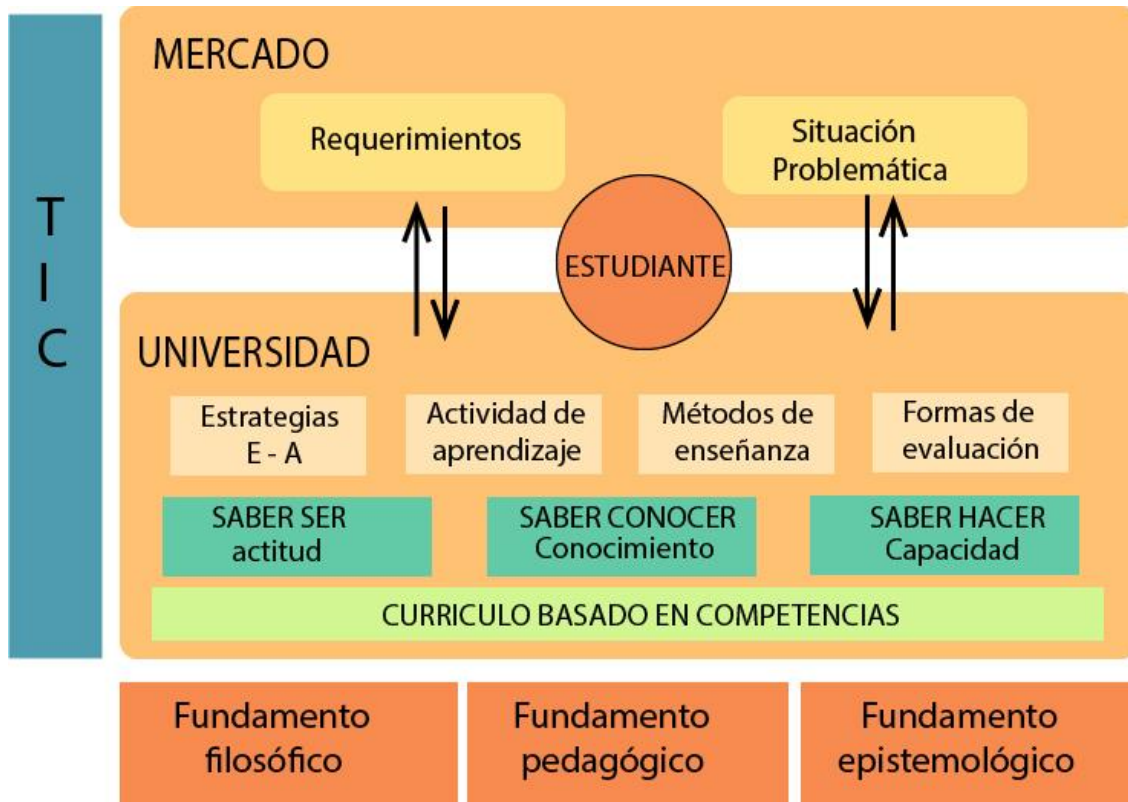 TIC
MERCADO
Requerimientos
Situación
Problemática
ESTUDIANTE
UNIVERSIDAD
Estrategias
E - A
Actividad de
aprendizaje
Métodos de
enseñanza
Formas de
evaluación
SABER SER
actitud
SABER CONOCER
Conocimiento
SABER HACER
Capacidad
CURRICULO BASADO EN COMPETENCIAS
Fundamento
filosófico
Fundamento
pedagógico
Fundamento
epistemológico